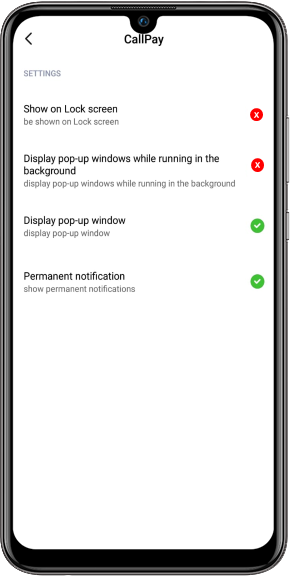 CallPay
SETTINGS
Show on Lock screen
be shown on Lock screen
Display pop-up windows while running in the
background
display pop-up windows while running in the background
Display pop-up window
display pop-up window
Permanent notification
show permanent notifications